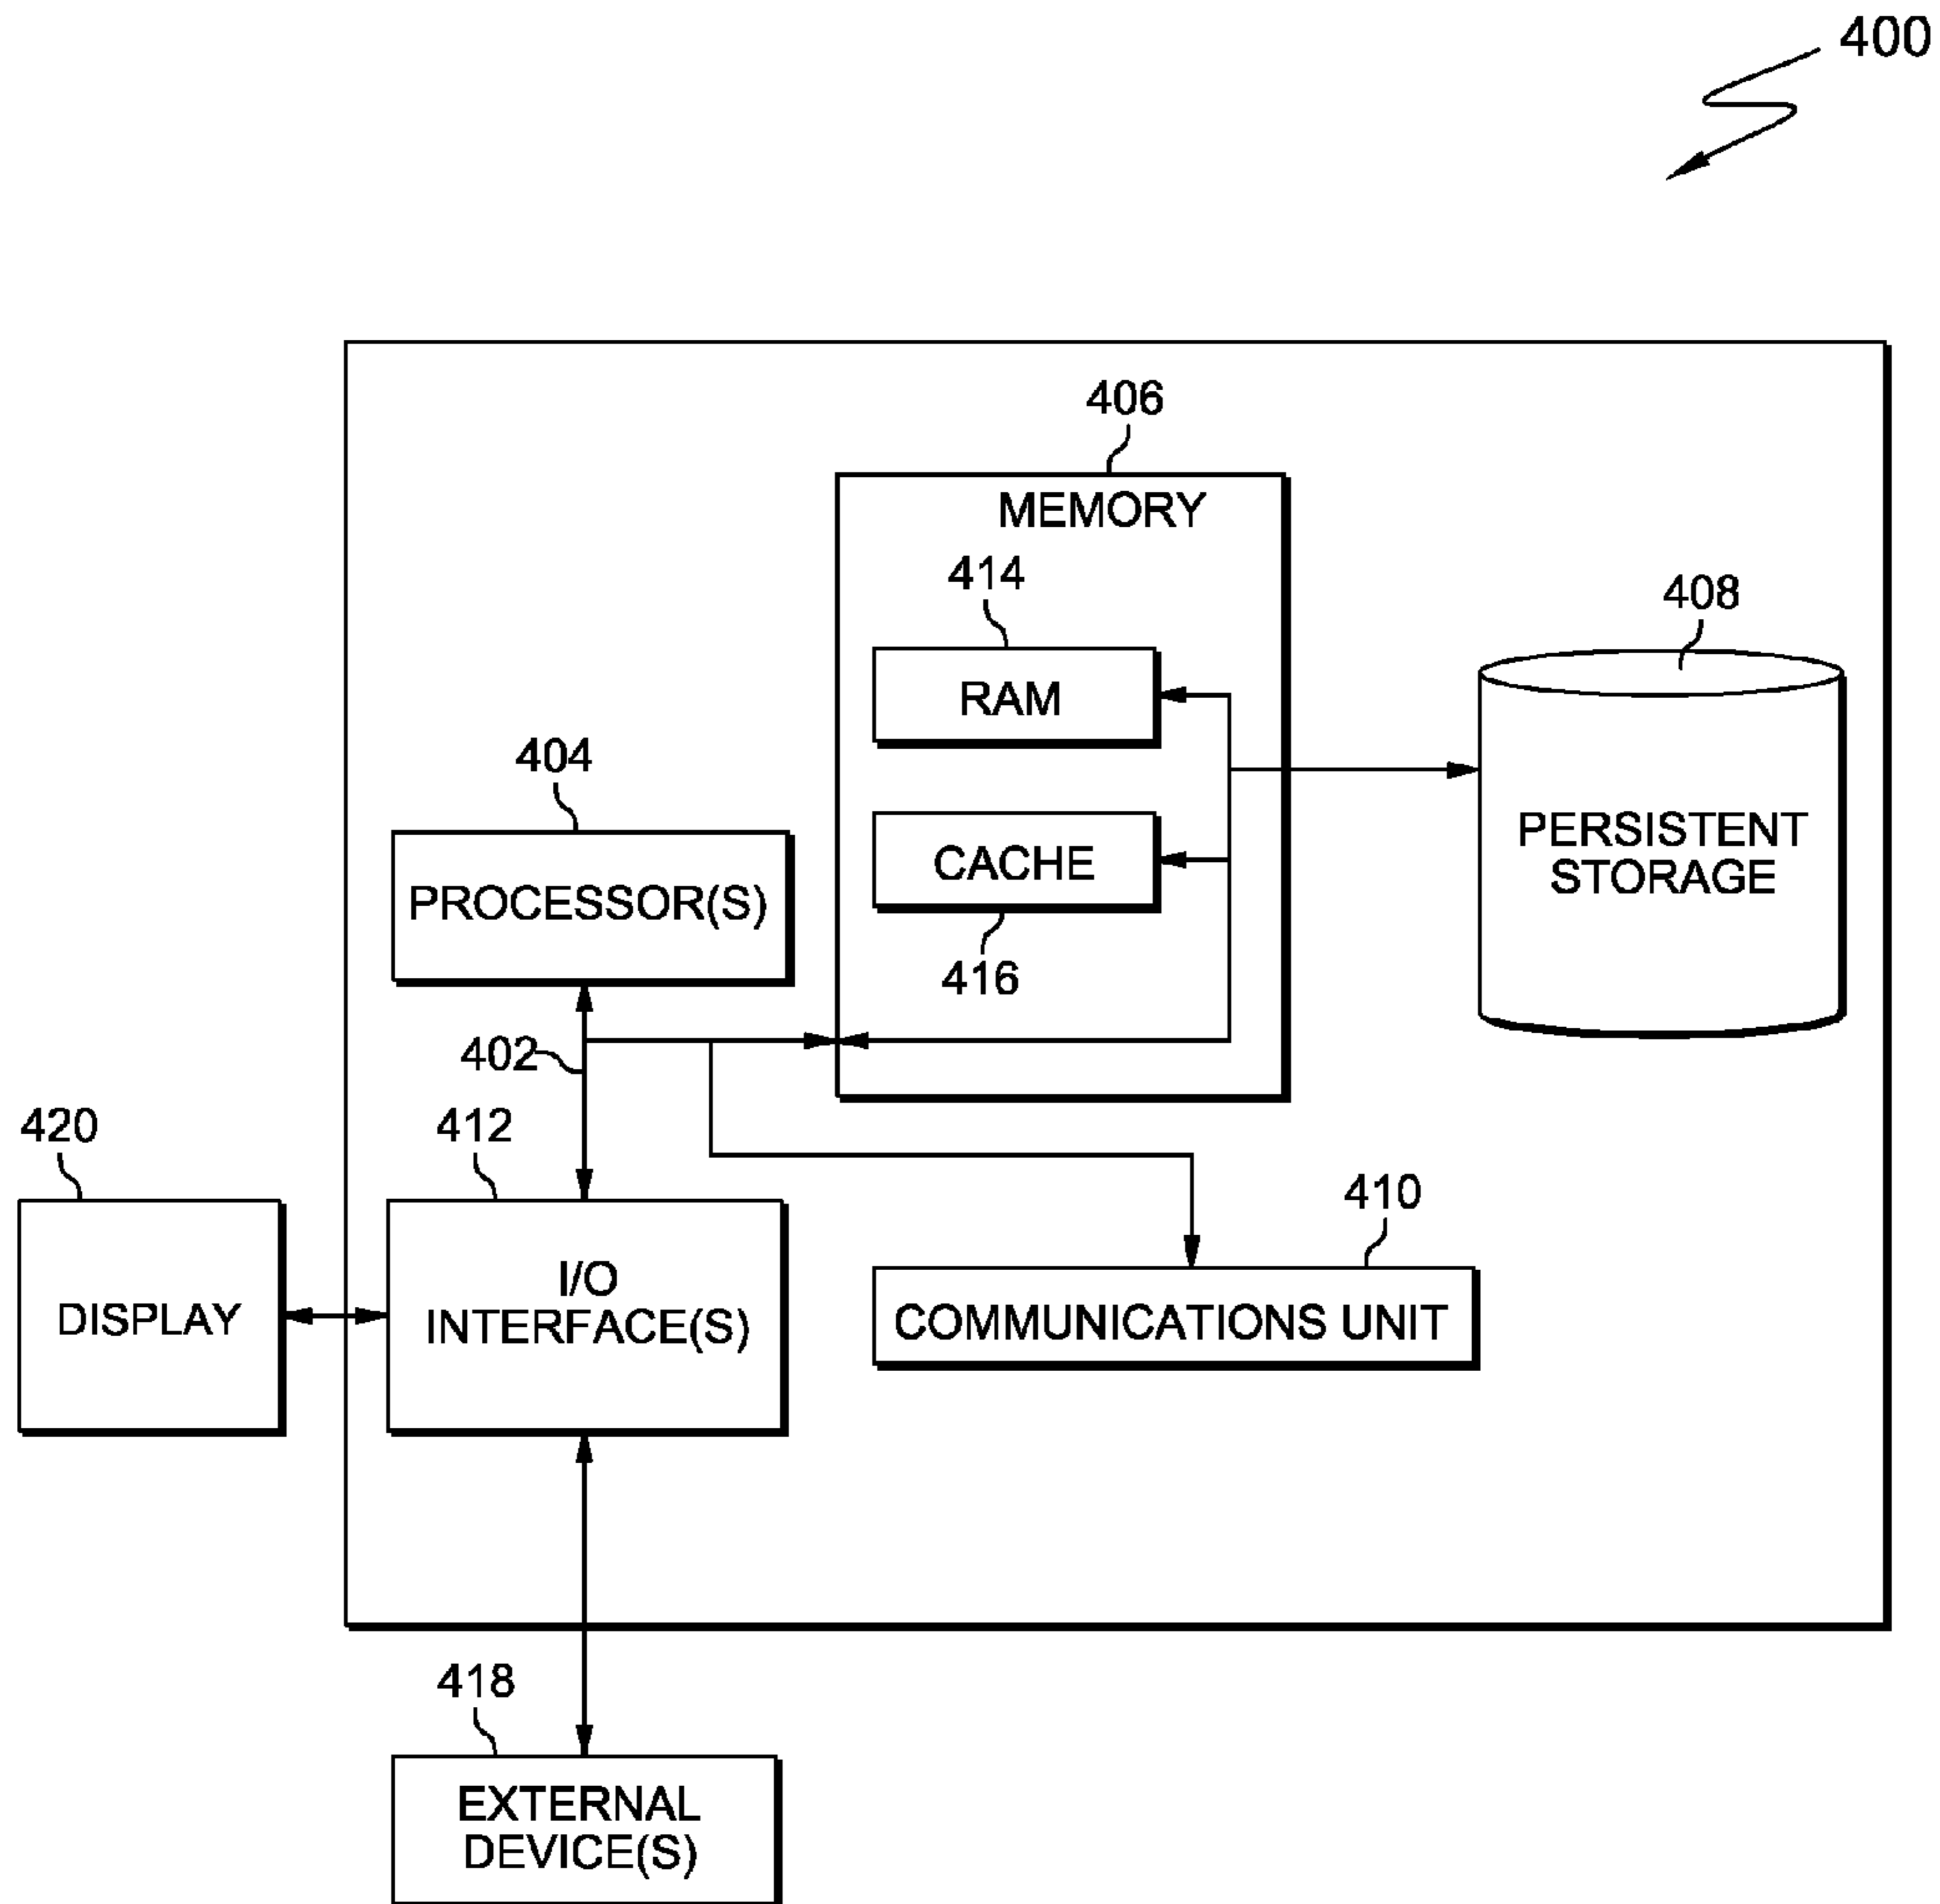 400
406
MEMORY
414
RAM
408
404
CACHE
PERSISTENT
STORAGE
PROCESSOR(S)
416
402
420
412
410
I/O
INTERFACE(S)
DISPLAY
COMMUNICATIONS UNIT
418
EXTERNAL
DEVICE(S)